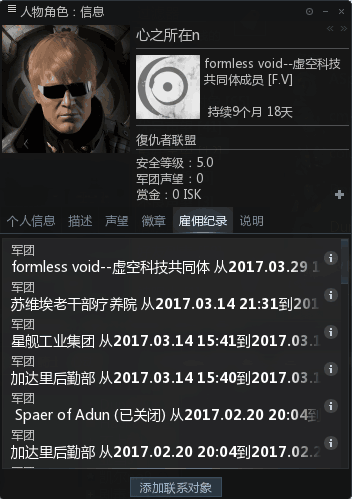 人物角色：信息
心之所在n
formless void--虚空科技
共同体成员 [F.V]
持续9个月 18天
復仇者联盟
安全等级：5.0
军团声望：0
赏金：0 ISK
个人信息 描述 声望 徽章 雇佣纪录 说明
军团
formless void--虚空科技共同体 从2017.03.29
军团
苏维埃老干部疗养院 从2017.03.14 21:31到201
军团
星舰工业集团 从2017.03.14 15:41到2017.03.1
军团
加达里后勤部 从2017.03.14 15:40到2017.03.1
军团
Spaer of Adun (已关闭) 从2017.02.20 20:04到
军团
加达里后勤部 从2017.02.20 20:04到2017.02.2
军团
添加联系对象